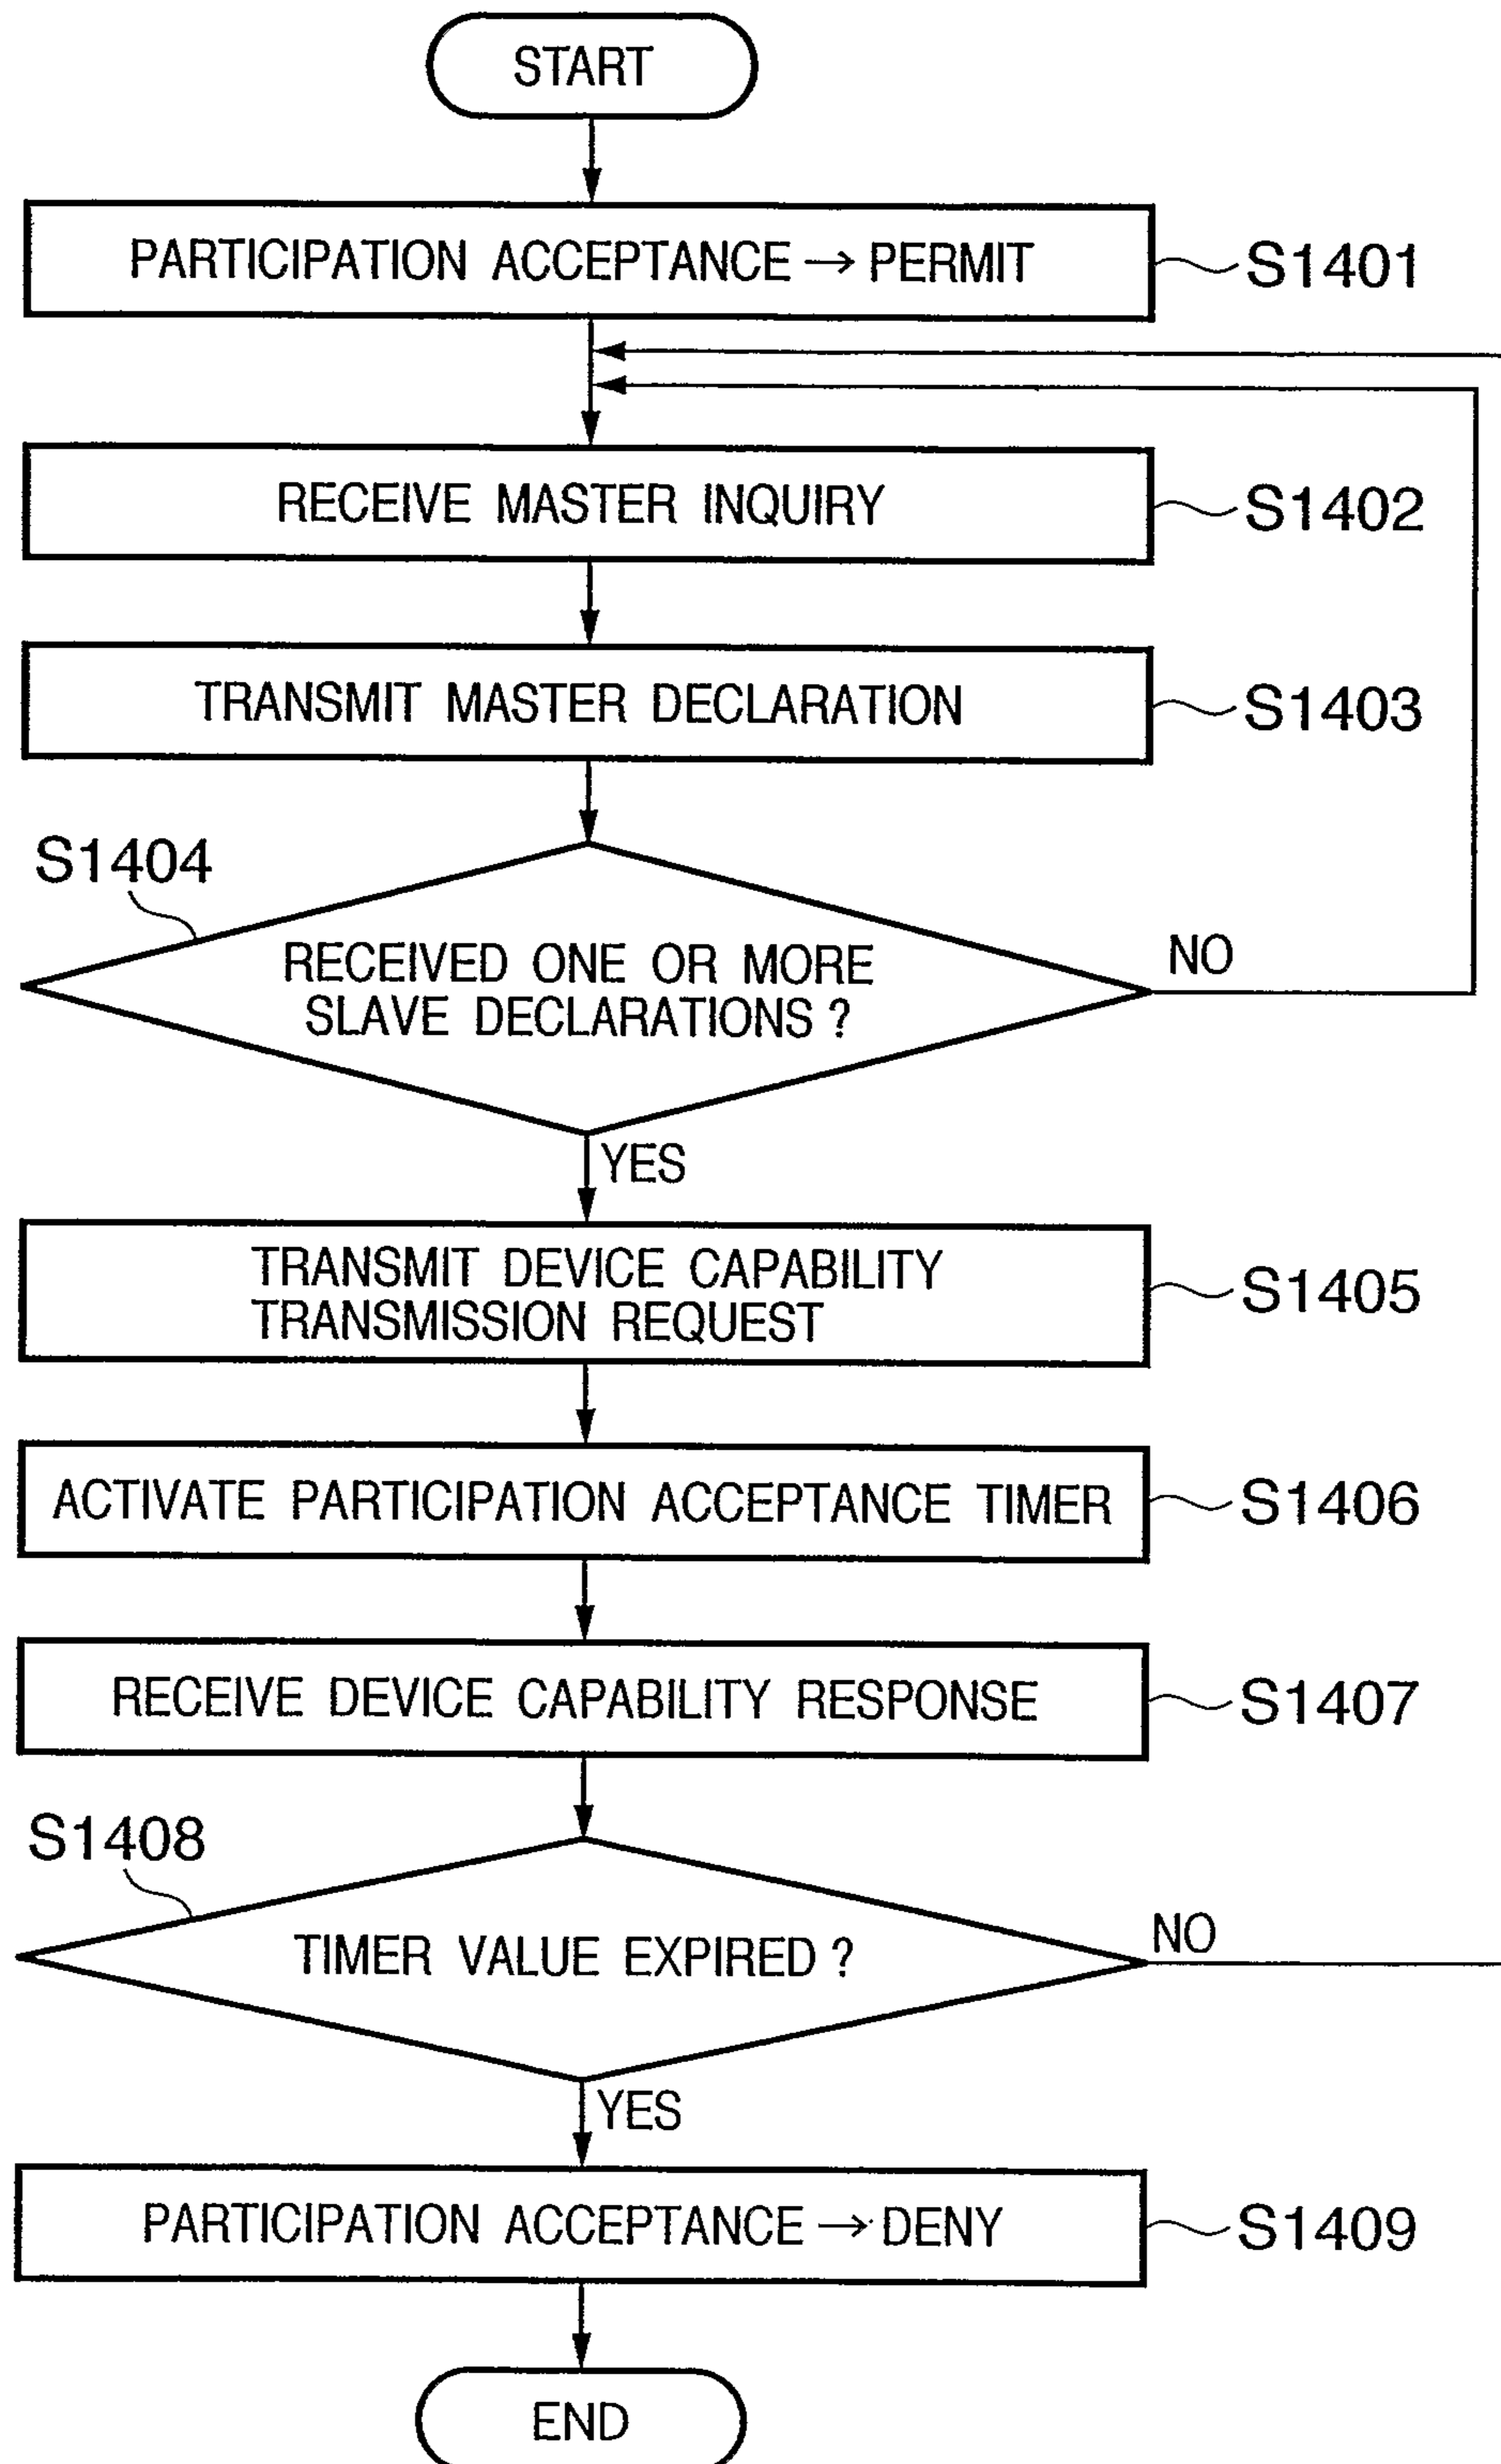 START
PARTICIPATION ACCEPTANCE → PERMIT
S1401
RECEIVE MASTER INQUIRY
S1402
TRANSMIT MASTER DECLARATION
S1403
S1404
RECEIVED ONE OR MORE
SLAVE DECLARATIONS ?
NO
YES
TRANSMIT DEVICE CAPABILITY
TRANSMISSION REQUEST
S1405
ACTIVATE PARTICIPATION ACCEPTANCE TIMER
S1406
RECEIVE DEVICE CAPABILITY RESPONSE
S1407
S1408
TIMER VALUE EXPIRED ?
NO
YES
PARTICIPATION ACCEPTANCE → DENY
S1409
END